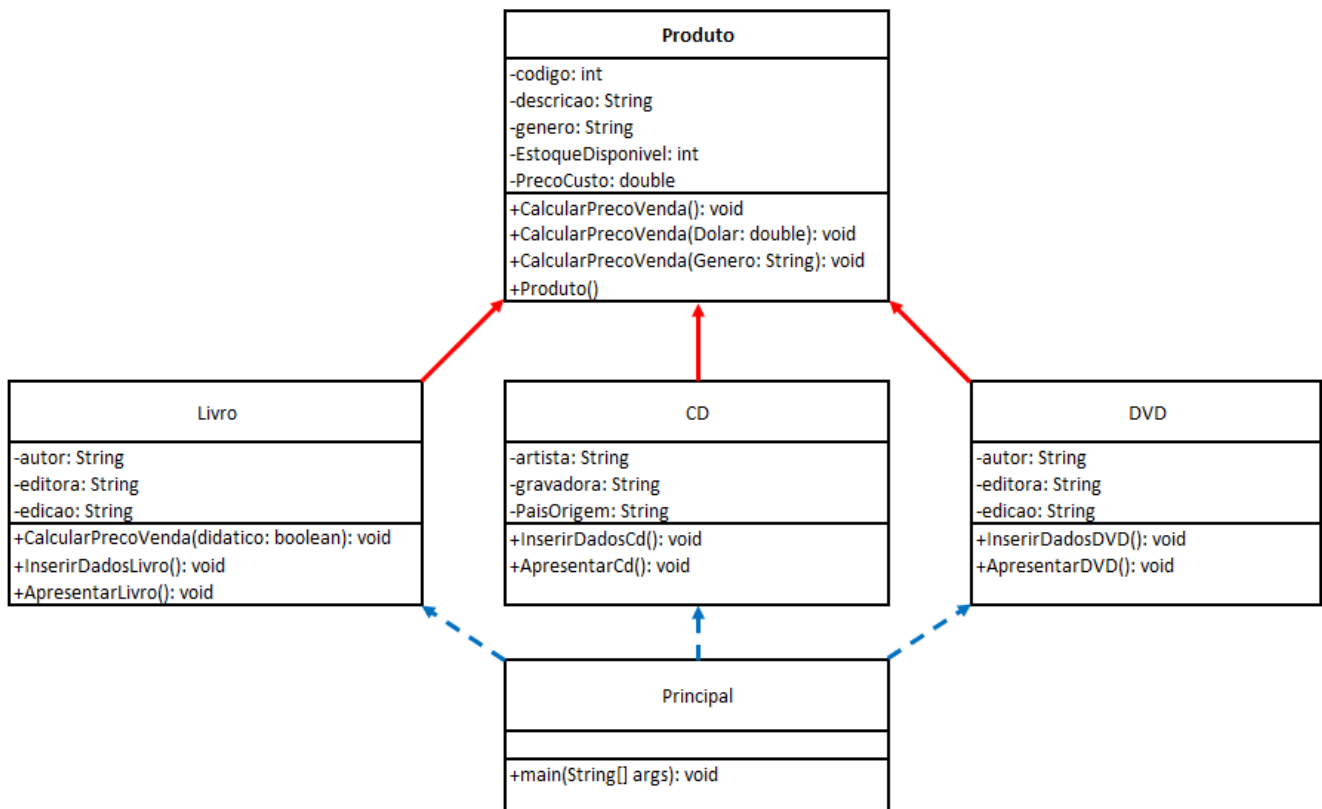 Produto
-codigo: int
-descricao: String
-genero: String
-EstoqueDisponivel: int
-PrecoCusto: double
+CalcularPrecoVenda(): void
+CalcularPrecoVenda(Dolar: double): void
+CalcularPrecoVenda(Genero: String): void
+Produto()
Livro
-autor: String
-editora: String
-edicao: String
+CalcularPrecoVenda(didatico: boolean): void
+InserirDadosLivro(): void
+ApresentarLivro(): void
CD
-artista: String
-gravadora: String
-PaisOrigem: String
+InserirDadosCd(): void
+ApresentarCd(): void
DVD
-autor: String
-editora: String
-edicao: String
+InserirDadosDVD(): void
+ApresentarDVD(): void
Principal
+main(String[] args): void